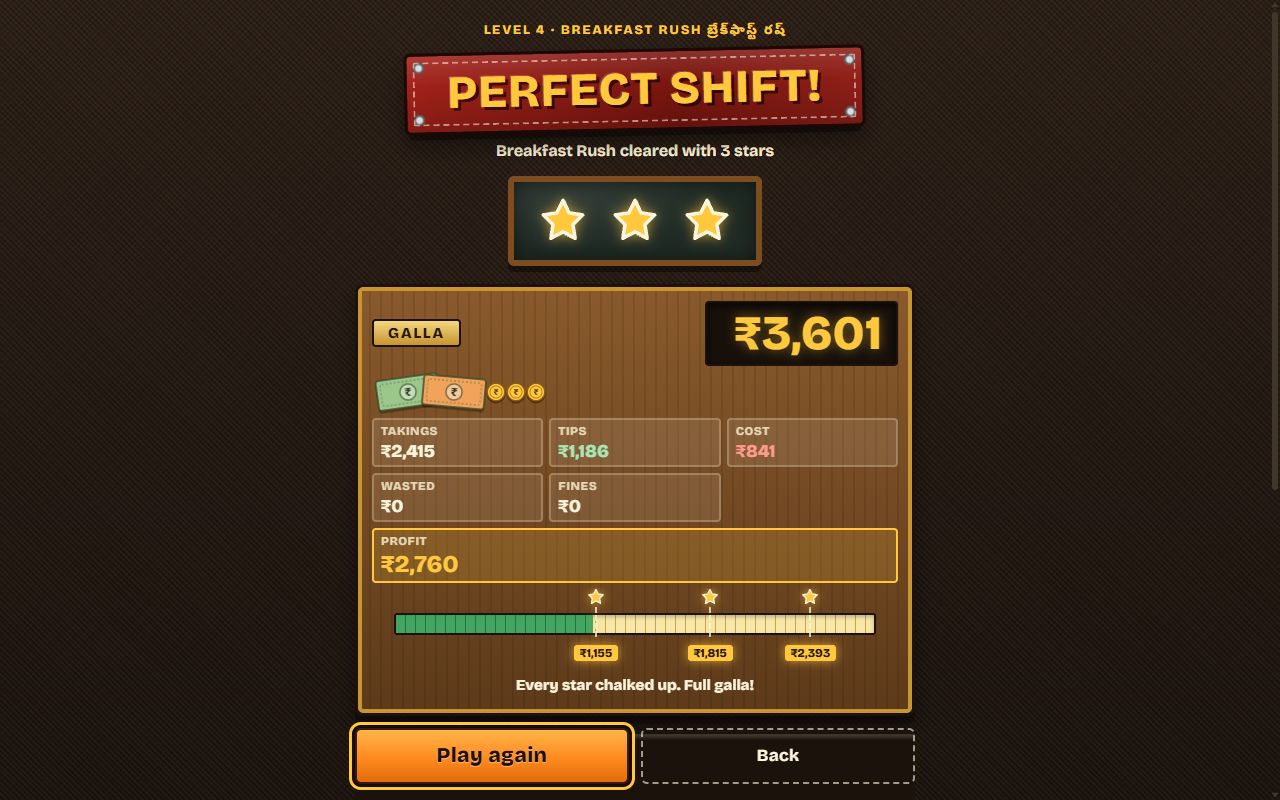 LEVEL 4 · BREAKFAST RUSH బ్రేక్‌ఫాస్ట్ రష్
PERFECT SHIFT!
Breakfast Rush cleared with 3 stars
GALLA
₹3,601
₹ ₹ ₹ ₹ ₹
TAKINGS TIPS COST
₹2,415 ₹1,186 ₹841
WASTED FINES
₹0 ₹0
PROFIT
₹2,760
₹1,155 ₹1,815 ₹2,393
Every star chalked up. Full galla!
Play again Back